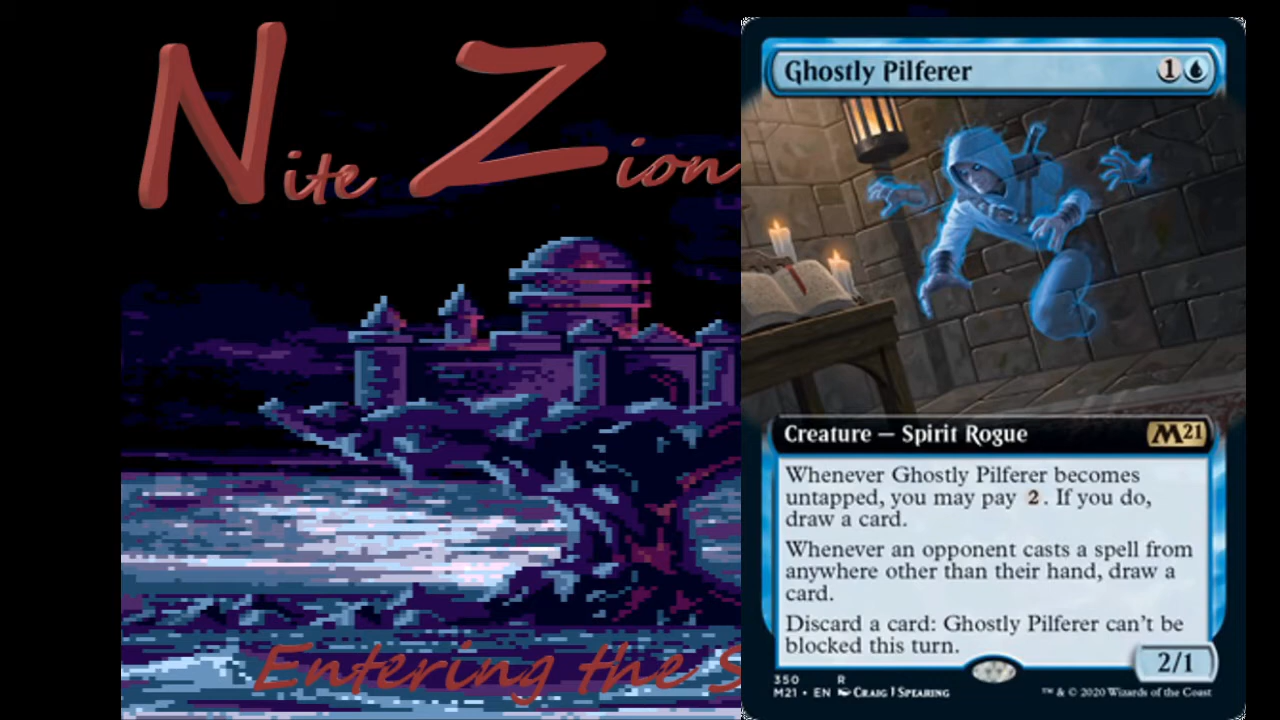 Nite Zion
Entering the S
Ghostly Pilferer 1
Creature — Spirit Rogue
M21
Whenever Ghostly Pilferer becomes
untapped, you may pay 2. If you do,
draw a card.
Whenever an opponent casts a spell from
anywhere other than their hand, draw a
card.
Discard a card: Ghostly Pilferer can't be
blocked this turn.
2/1
350 R
M21 • EN Craig J Spearing
™ & © 2020 Wizards of the Coast